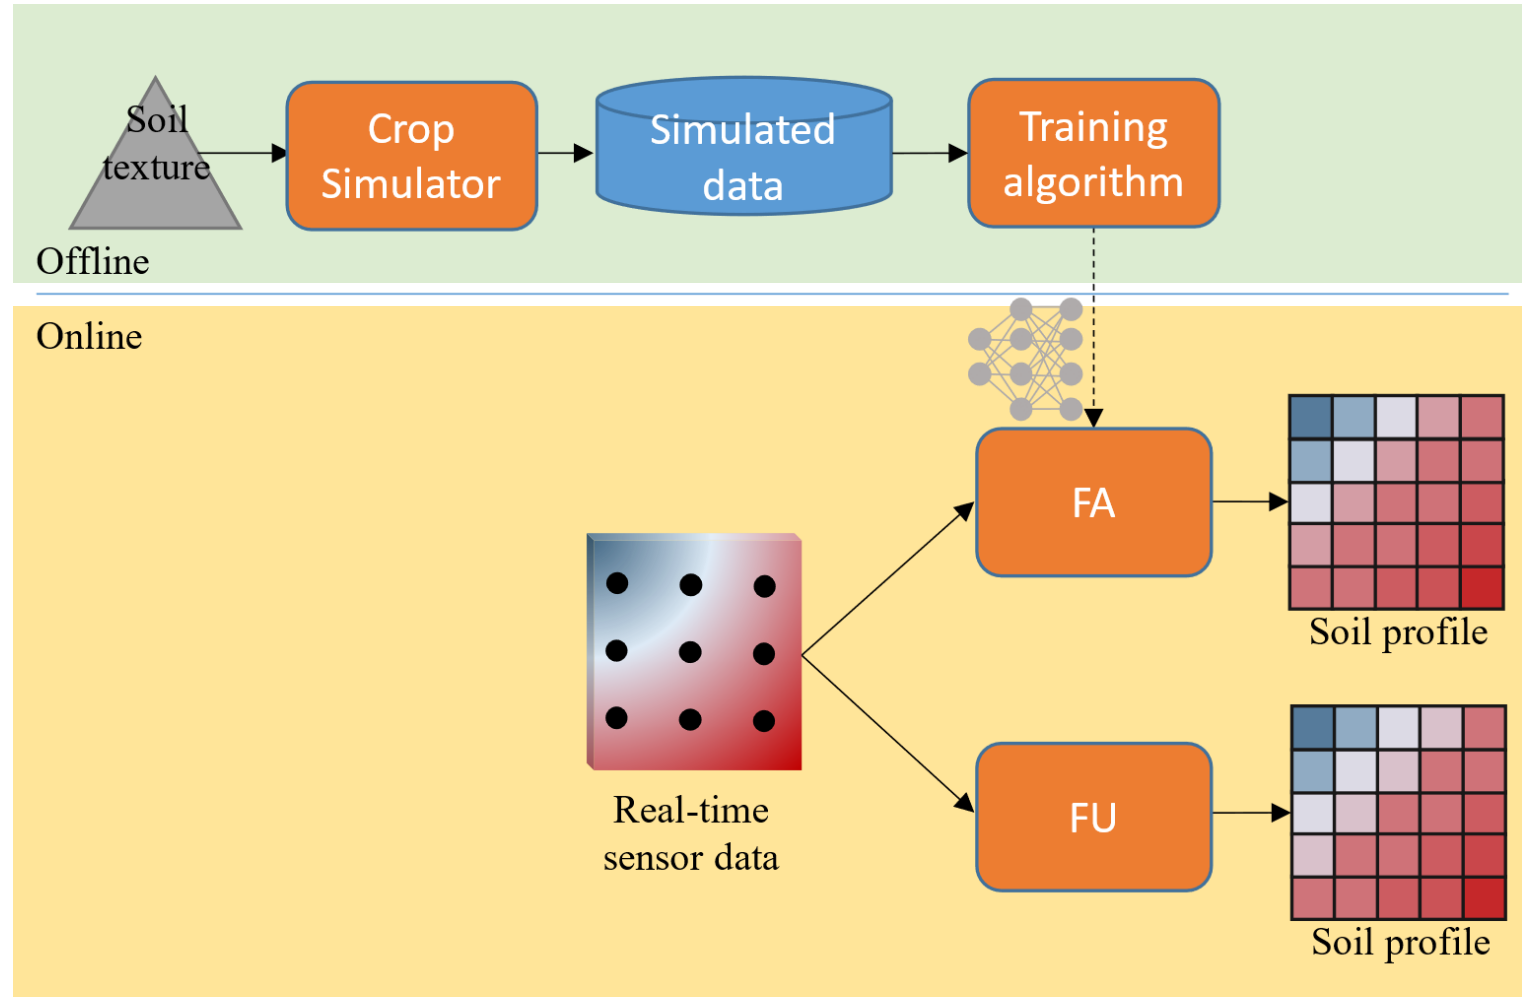 Soil
texture
Crop
Simulator
Simulated
data
Training
algorithm
Offline
Online
FA
Soil profile
Real-time
sensor data
FU
Soil profile